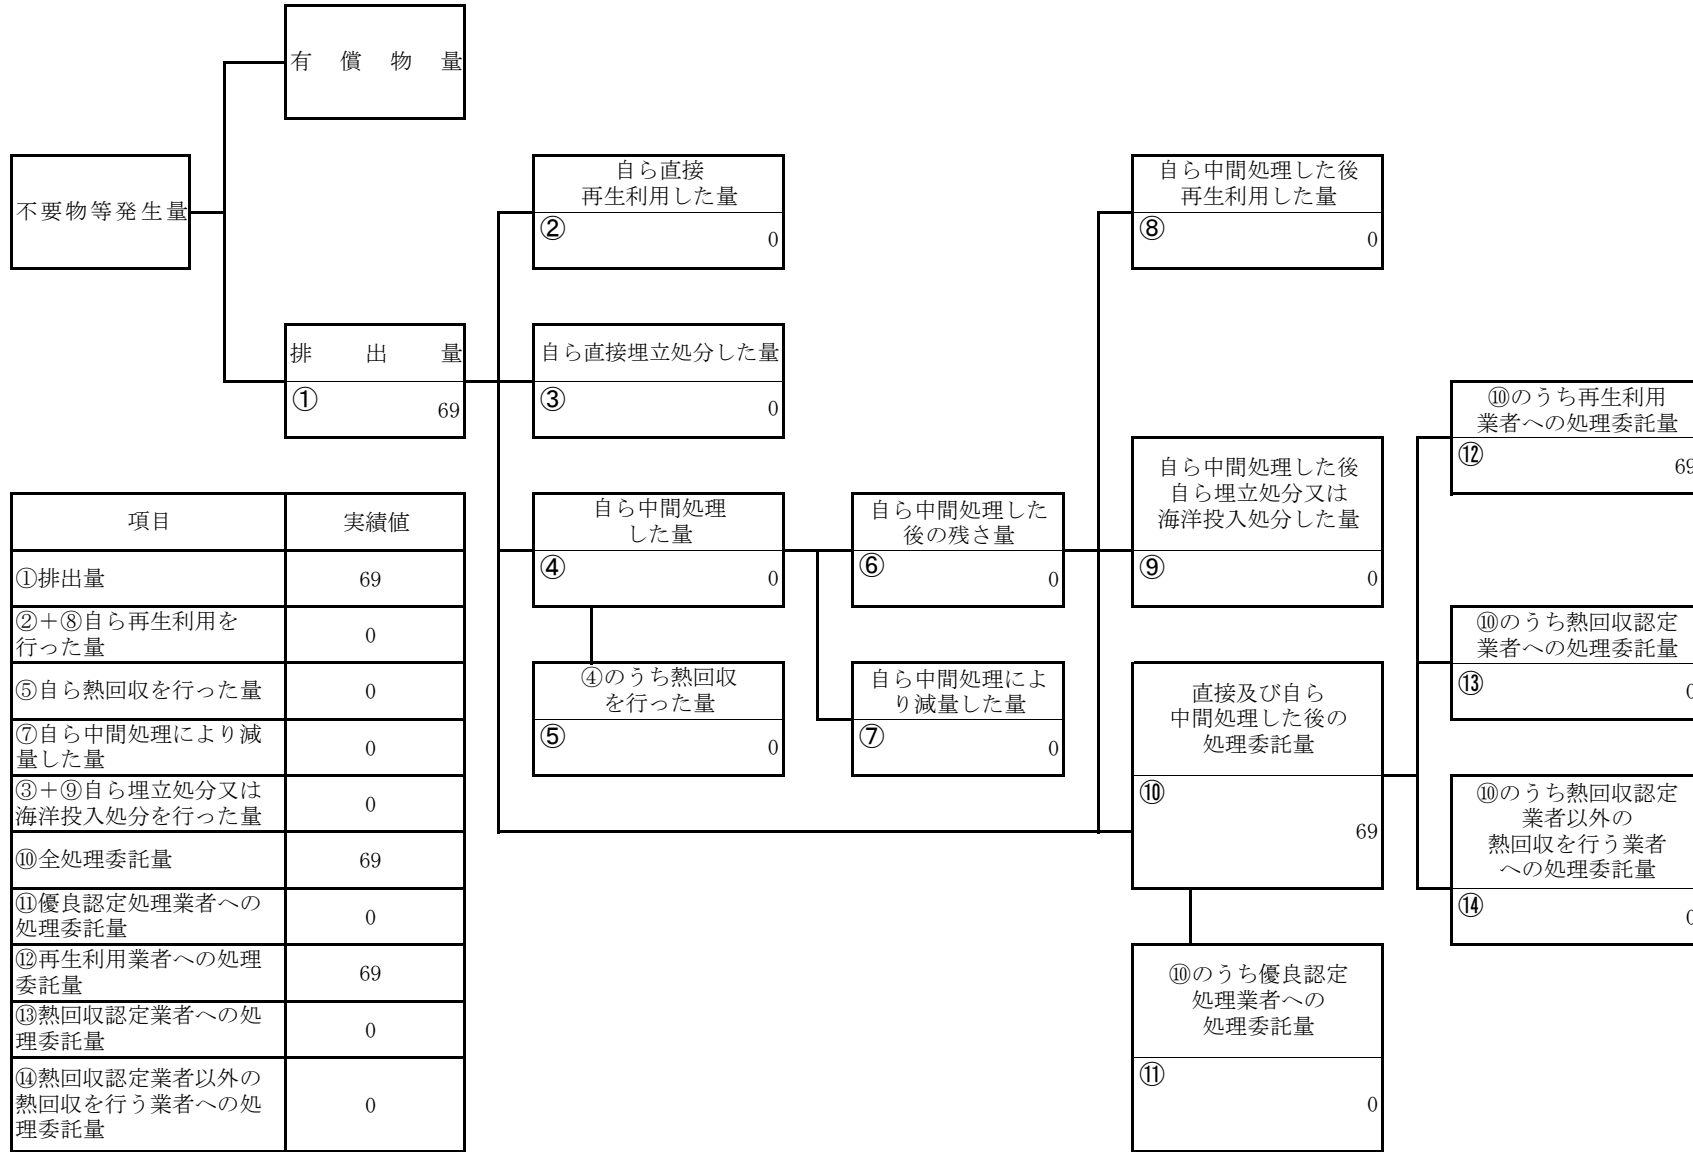 有償物量
不要物等発生量
排出量
①
69
自ら直接
再生利用した量
②
0
自ら直接埋立処分した量
③
0
自ら中間処理
した量
④
0
④のうち熱回収
を行った量
⑤
0
自ら中間処理した
後の残さ量
⑥
0
自ら中間処理によ
り減量した量
⑦
0
自ら中間処理した後
再生利用した量
⑧
0
自ら中間処理した後
自ら埋立処分又は
海洋投入処分した量
⑨
0
直接及び自ら
中間処理した後の
処理委託量
⑩
69
⑩のうち優良認定
処理業者への
処理委託量
⑪
0
⑩のうち再生利用
業者への処理委託量
⑫
69
⑩のうち熱回収認定
業者への処理委託量
⑬
0
⑩のうち熱回収認定
業者以外の
熱回収を行う業者
への処理委託量
⑭
0
項目 実績値
①排出量 69
②＋⑧自ら再生利用を
行った量 0
⑤自ら熱回収を行った量 0
⑦自ら中間処理により減
量した量 0
③＋⑨自ら埋立処分又は
海洋投入処分を行った量 0
⑩全処理委託量 69
⑪優良認定処理業者への
処理委託量 0
⑫再生利用業者への処理
委託量 69
⑬熱回収認定業者への処
理委託量 0
⑭熱回収認定業者以外の
熱回収を行う業者への処
理委託量 0